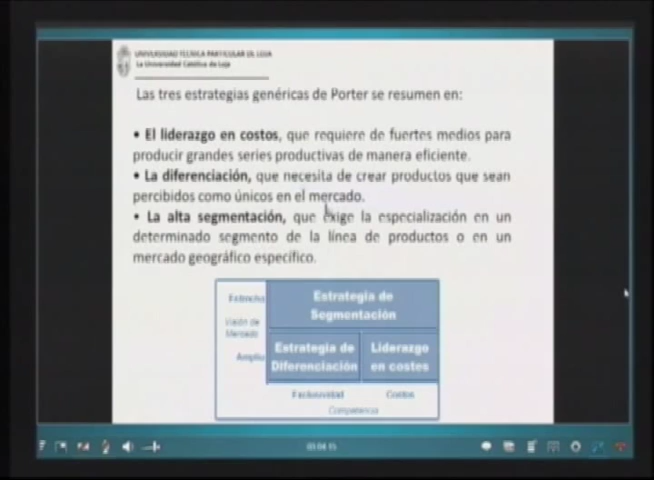 UNIVERSIDAD TÉCNICA PARTICULAR DE LOJA
La Universidad Católica de Loja
Las tres estrategias genéricas de Porter se resumen en:
• El liderazgo en costos, que requiere de fuertes medios para
producir grandes series productivas de manera eficiente.
• La diferenciación, que necesita de crear productos que sean
percibidos como únicos en el mercado.
• La alta segmentación, que exige la especialización en un
determinado segmento de la línea de productos o en un
mercado geográfico específico.
Estrecha
Estrategia de
Segmentación
Visión de
Mercado
Amplia
Estrategia de
Diferenciación
Liderazgo
en costes
Exclusividad
Costos
Competencia